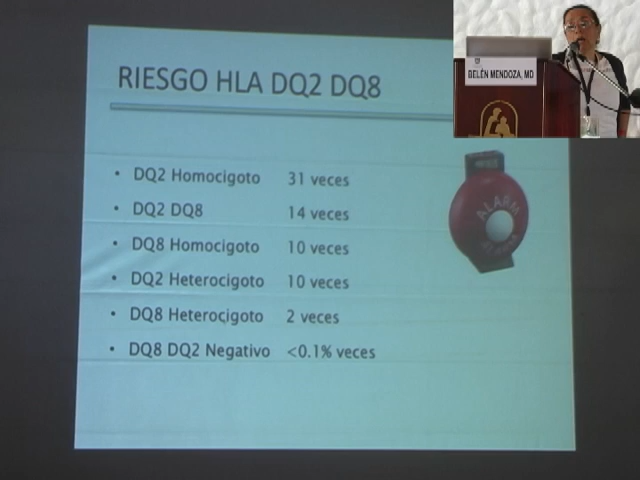 RIESGO HLA DQ2 DQ8
BELÉN MENDOZA, MD
• DQ2 Homocigoto 31 veces
• DQ2 DQ8 14 veces
• DQ8 Homocigoto 10 veces
• DQ2 Heterocigoto 10 veces
• DQ8 Heterocigoto 2 veces
• DQ8 DQ2 Negativo <0.1% veces
ALARM